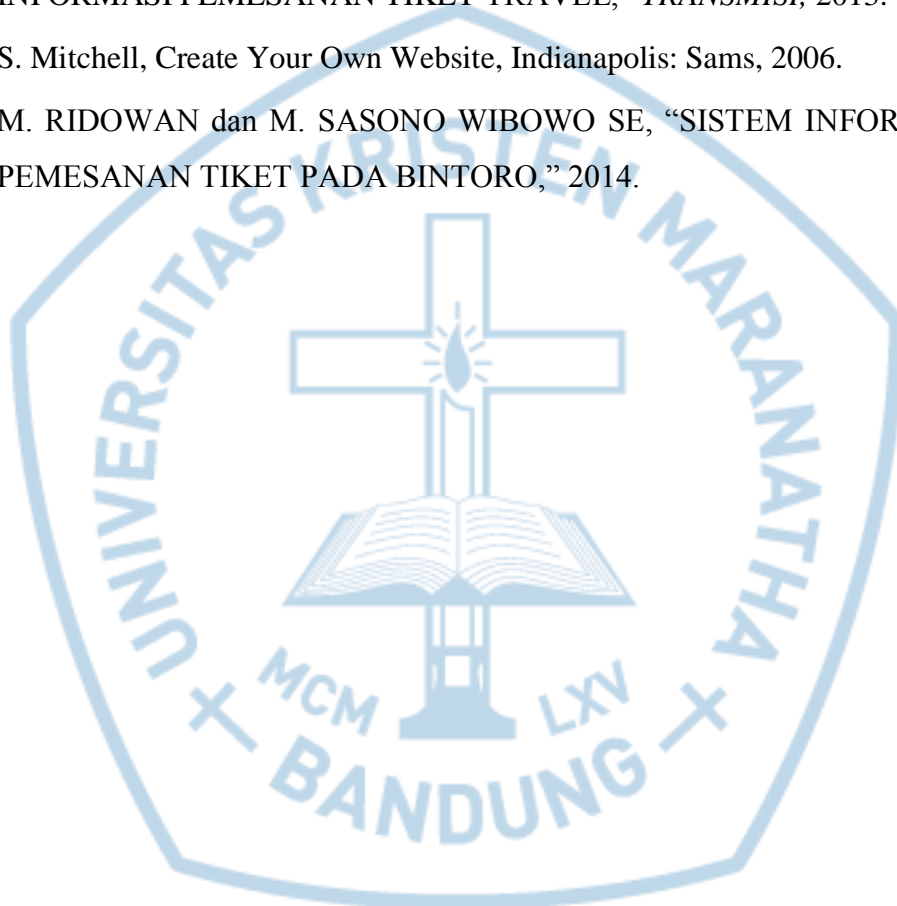 INFORMASI PEMESANAN TIKET TRAVEL," TRANSMISI, 2013.
S. Mitchell, Create Your Own Website, Indianapolis: Sams, 2006.
M. RIDOWAN dan M. SASONO WIBOWO SE, “SISTEM INFOR
PEMESANAN TIKET PADA BINTORO,” 2014.
UNIVERSITAS KRISTEN MARANATHA
MCM LXV
BANDUNG